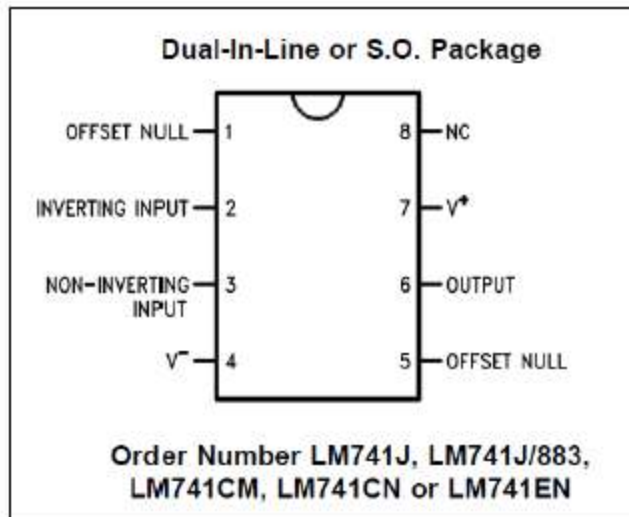 Dual-In-Line or S.O. Package
OFFSET NULL 1
8 NC
INVERTING INPUT 2
7 V+
NON-INVERTING 3
INPUT
6 OUTPUT
V- 4
5 OFFSET NULL
Order Number LM741J, LM741J/883,
LM741CM, LM741CN or LM741EN